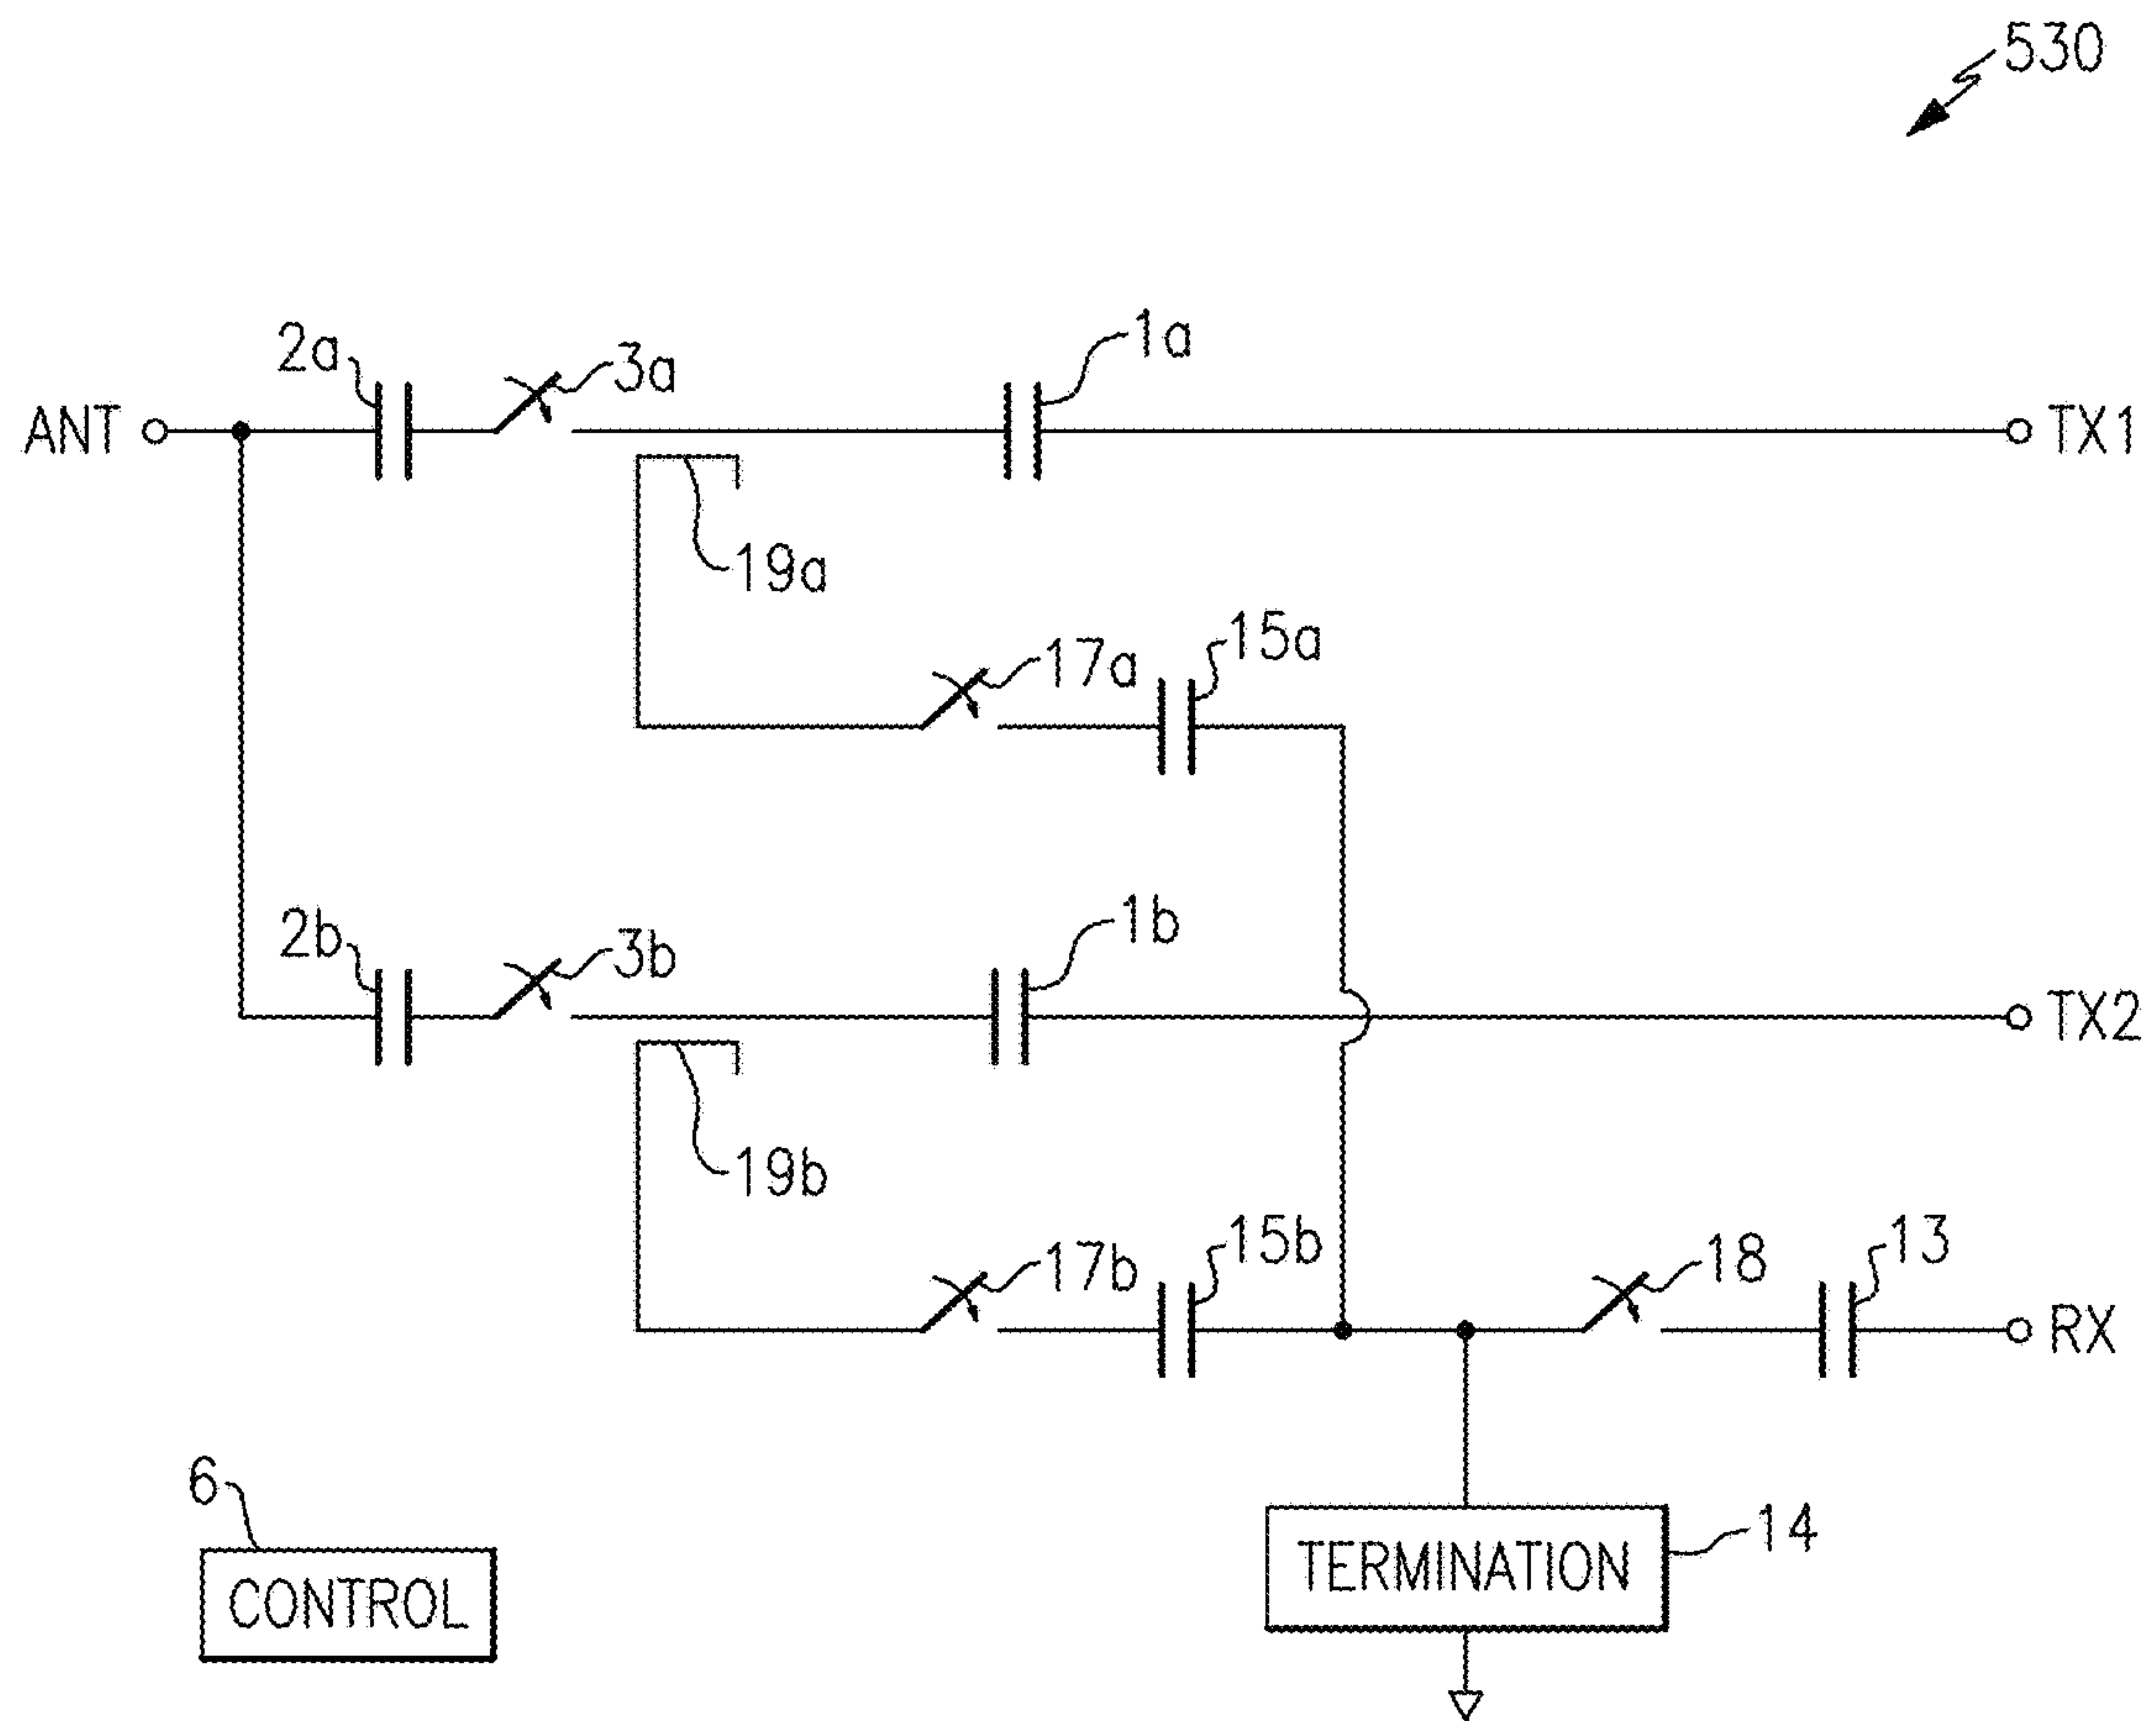 530
2a
3a
1a
ANT
TX1
19a
15a
17a
2b
3b
1b
TX2
19b
15b
17b
18
13
RX
6
CONTROL
TERMINATION
14